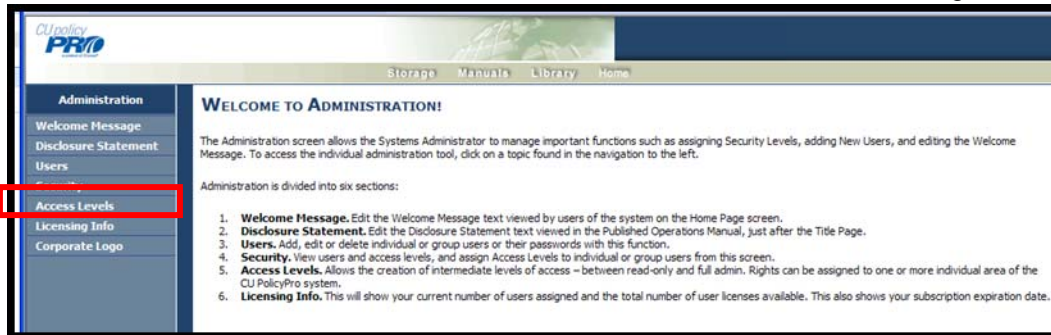 CU policy
PRO
Storage Manuals Library Home
Administration
Welcome Message
Disclosure Statement
Users
Security
Access Levels
Licensing Info
Corporate Logo
WELCOME TO ADMINISTRATION!
The Administration screen allows the Systems Administrator to manage important functions such as assigning Security Levels, adding New Users, and editing the Welcome
Message. To access the individual administration tool, click on a topic found in the navigation to the left.
Administration is divided into six sections:
1. Welcome Message. Edit the Welcome Message text viewed by users of the system on the Home Page screen.
2. Disclosure Statement. Edit the Disclosure Statement text viewed in the Published Operations Manual, just after the Title Page.
3. Users. Add, edit or delete individual or group users or their passwords with this function.
4. Security. View users and access levels, and assign Access Levels to individual or group users from this screen.
5. Access Levels. Allows the creation of intermediate levels of access – between read-only and full admin. Rights can be assigned to one or more individual area of the
CU PolicyPro system.
6. Licensing Info. This will show your current number of users assigned and the total number of user licenses available. This also shows your subscription expiration date.